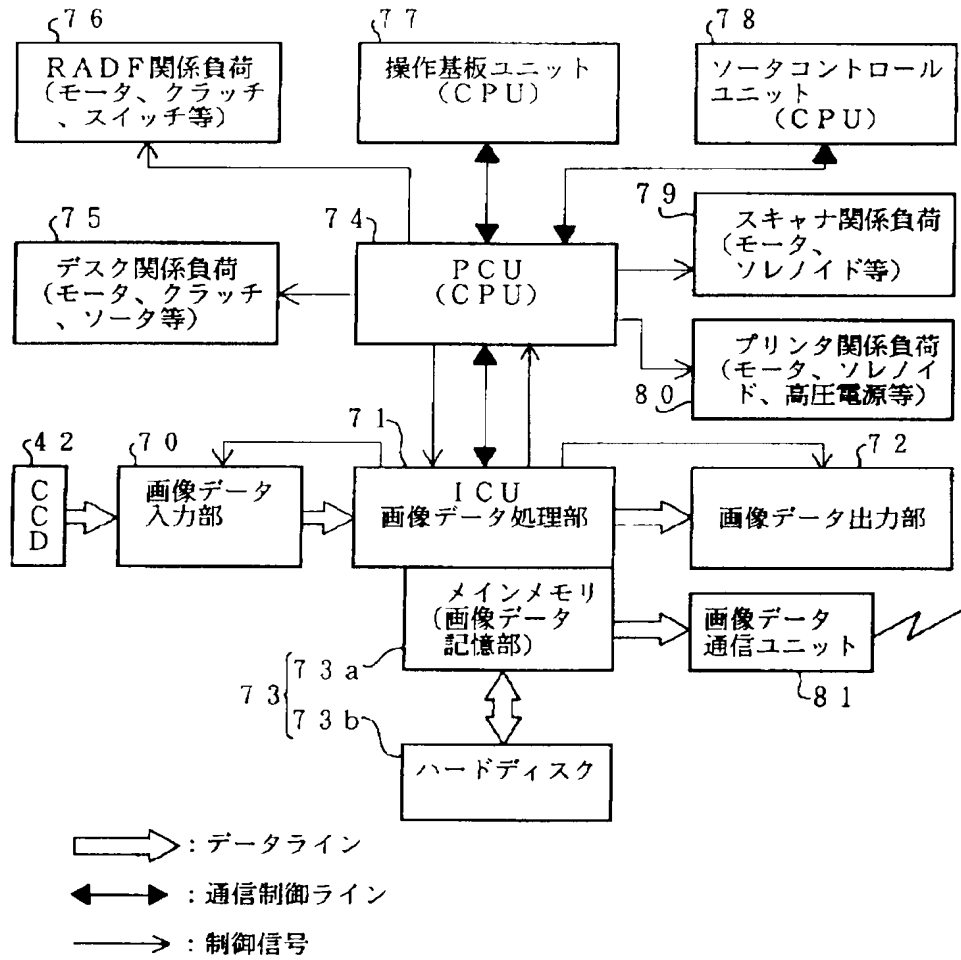 ７６
ＲＡＤＦ関係負荷
（モータ、クラッチ
、スイッチ等）
７７
操作基板ユニット
（ＣＰＵ）
７８
ソータコントロール
ユニット
（ＣＰＵ）
７５
デスク関係負荷
（モータ、クラッチ
、ソータ等）
７４
ＰＣＵ
（ＣＰＵ）
７９
スキャナ関係負荷
（モータ、
ソレノイド等）
プリンタ関係負荷
（モータ、ソレノイ
ド、高圧電源等）
８０
４２
ＣＣＤ
７０
画像データ
入力部
７１
ＩＣＵ
画像データ処理部
７２
画像データ出力部
メインメモリ
（画像データ
記憶部）
画像データ
通信ユニット
８１
７３
７３ａ
７３ｂ
ハードディスク
：データライン
：通信制御ライン
：制御信号